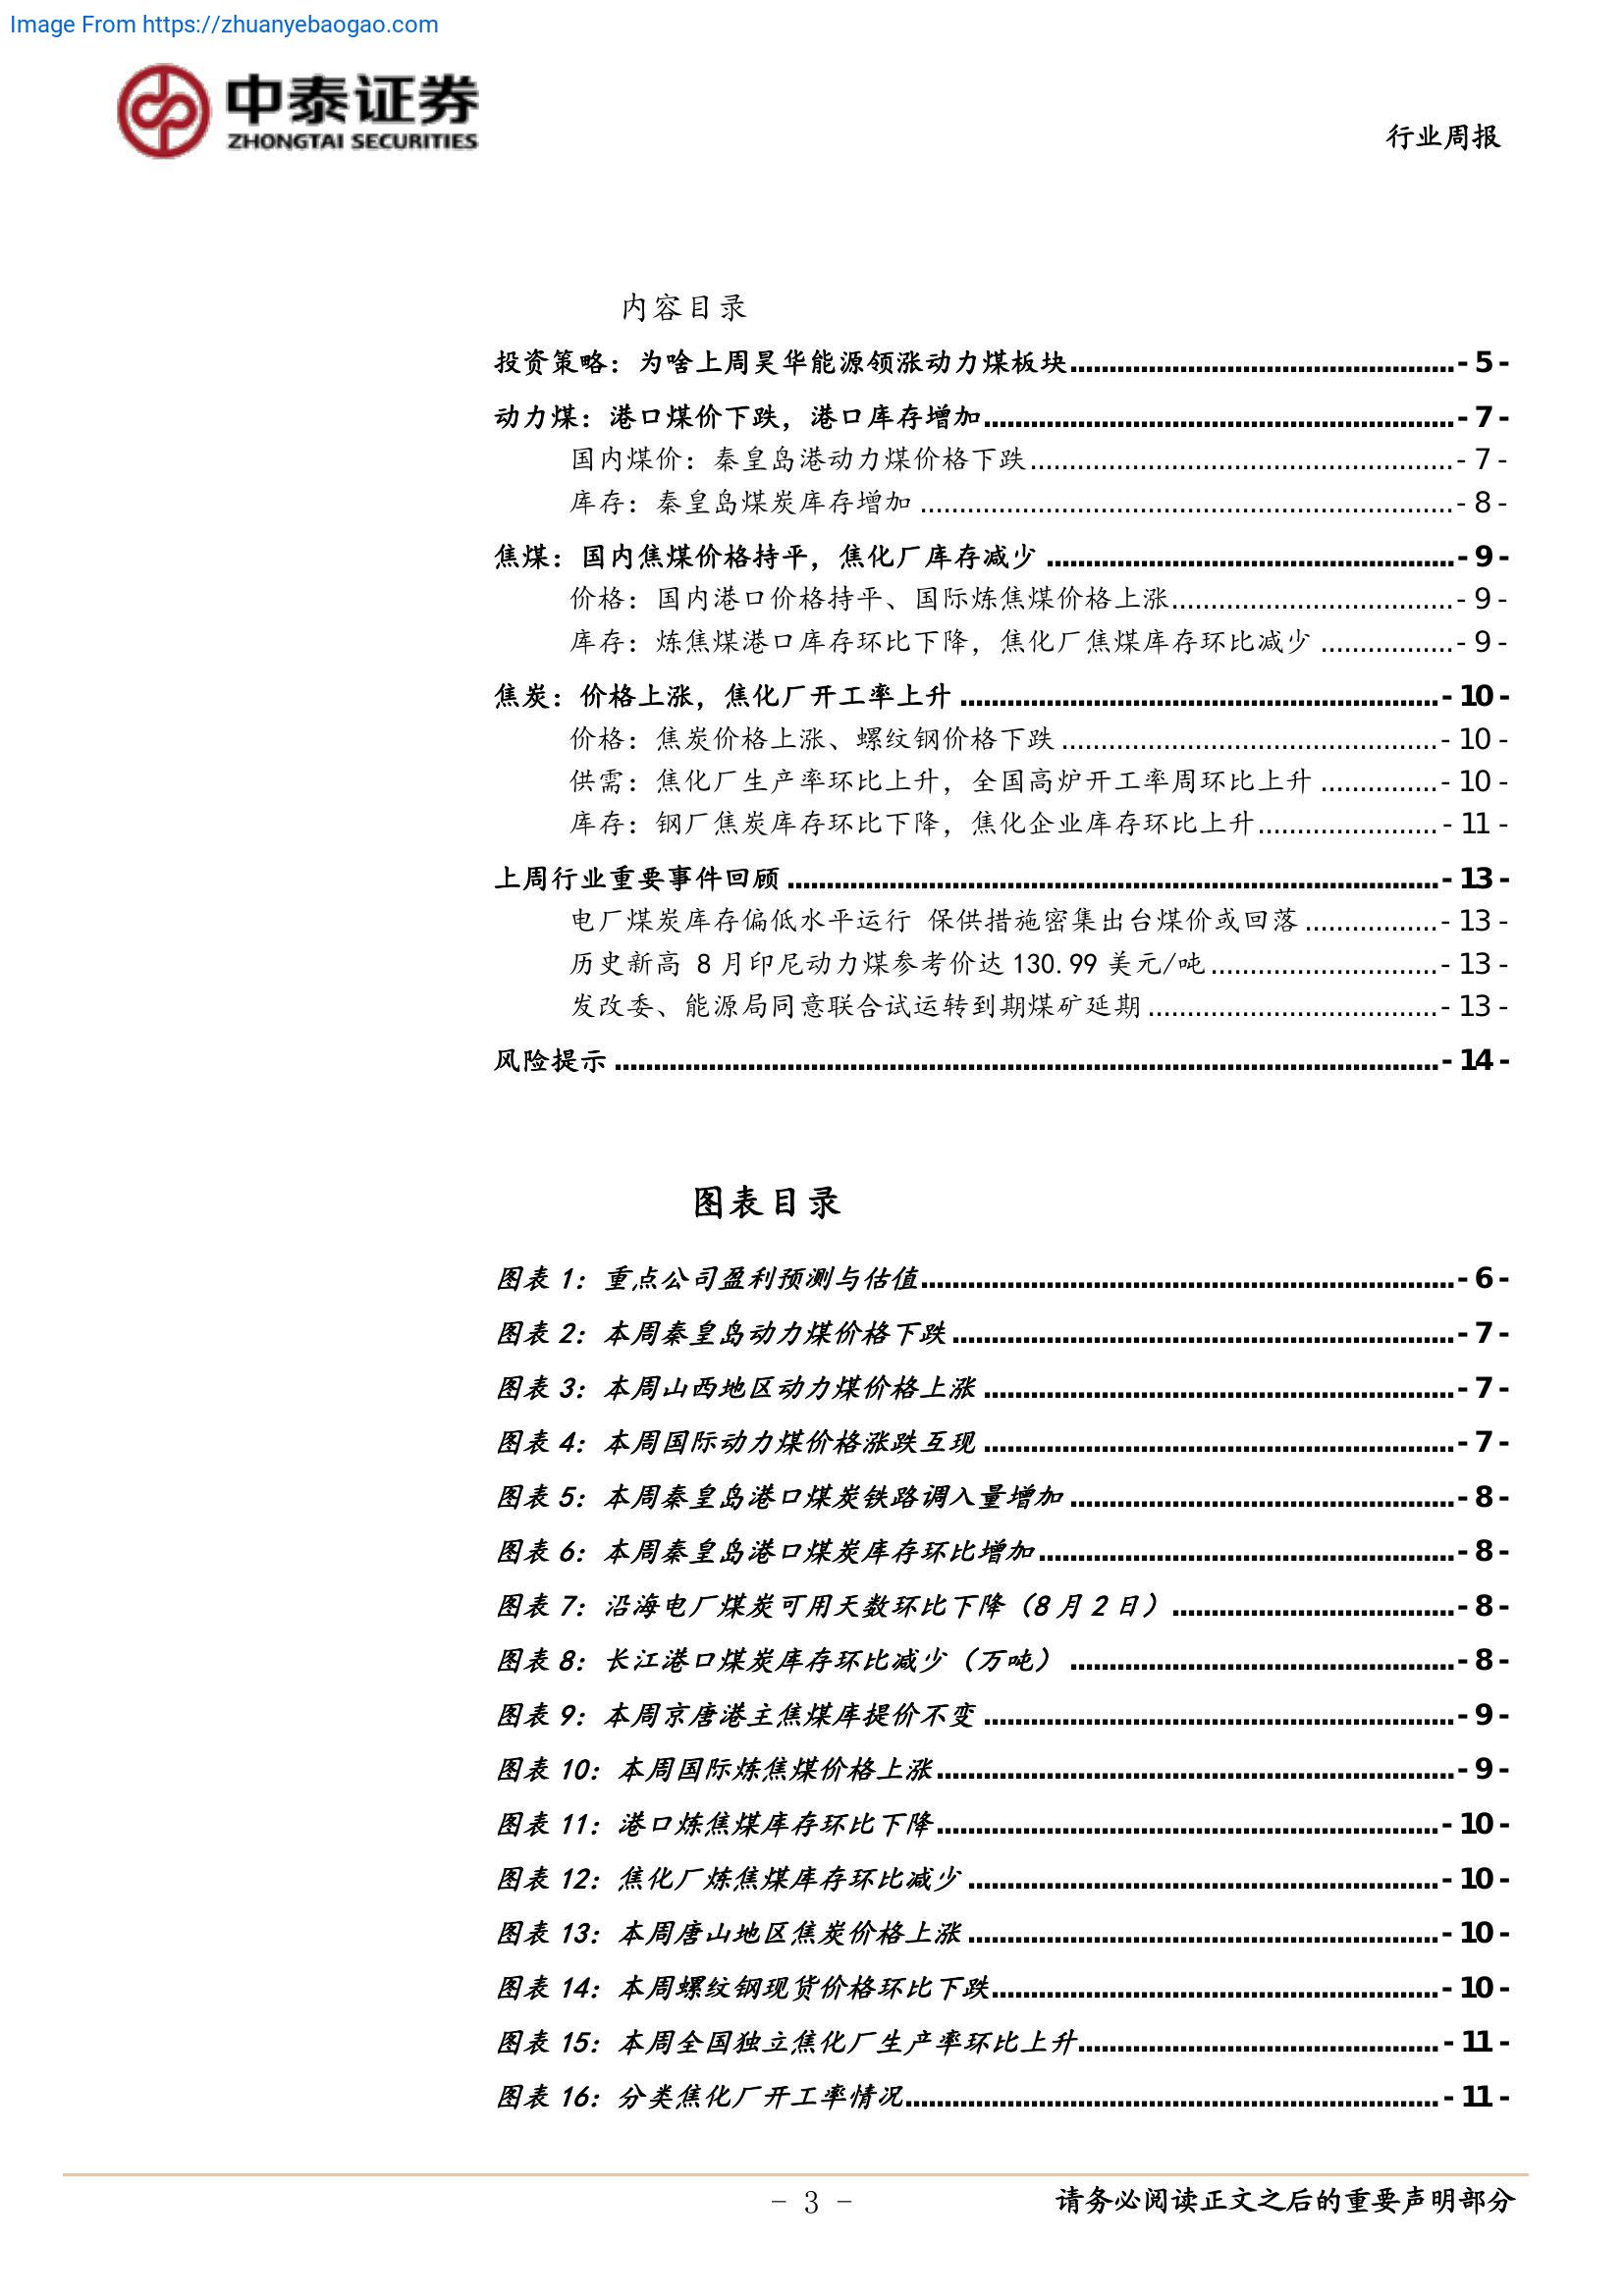 Image From https://zhuanyebaogao.com
中泰证券
ZHONGTAI SECURITIES
行业周报
内容目录
投资策略：为啥上周昊华能源领涨动力煤板块................................................- 5 -
动力煤：港口煤价下跌，港口库存增加...........................................................- 7 -
国内煤价：秦皇岛港动力煤价格下跌.....................................................- 7 -
库存：秦皇岛煤炭库存增加 ...................................................................- 8 -
焦煤：国内焦煤价格持平，焦化厂库存减少 ...................................................- 9 -
价格：国内港口价格持平、国际炼焦煤价格上涨...................................- 9 -
库存：炼焦煤港口库存环比下降，焦化厂焦煤库存环比减少 .................- 9 -
焦炭：价格上涨，焦化厂开工率上升 ............................................................- 10 -
价格：焦炭价格上涨、螺纹钢价格下跌 ...............................................- 10 -
供需：焦化厂生产率环比上升，全国高炉开工率周环比上升 ...............- 10 -
库存：钢厂焦炭库存环比下降，焦化企业库存环比上升.......................- 11 -
上周行业重要事件回顾 ..................................................................................- 13 -
电厂煤炭库存偏低水平运行 保供措施密集出台煤价或回落 .................- 13 -
历史新高 8 月印尼动力煤参考价达 130.99 美元/吨.............................- 13 -
发改委、能源局同意联合试运转到期煤矿延期 ....................................- 13 -
风险提示 ........................................................................................................- 14 -
图表目录
图表 1：重点公司盈利预测与估值...................................................................- 6 -
图表 2：本周秦皇岛动力煤价格下跌 ...............................................................- 7 -
图表 3：本周山西地区动力煤价格上涨 ...........................................................- 7 -
图表 4：本周国际动力煤价格涨跌互现 ...........................................................- 7 -
图表 5：本周秦皇岛港口煤炭铁路调入量增加 ................................................- 8 -
图表 6：本周秦皇岛港口煤炭库存环比增加....................................................- 8 -
图表 7：沿海电厂煤炭可用天数环比下降（8 月 2 日）...................................- 8 -
图表 8：长江港口煤炭库存环比减少（万吨） ................................................- 8 -
图表 9：本周京唐港主焦煤库提价不变 ...........................................................- 9 -
图表 10：本周国际炼焦煤价格上涨.................................................................- 9 -
图表 11：港口炼焦煤库存环比下降...............................................................- 10 -
图表 12：焦化厂炼焦煤库存环比减少 ...........................................................- 10 -
图表 13：本周唐山地区焦炭价格上涨 ...........................................................- 10 -
图表 14：本周螺纹钢现货价格环比下跌........................................................- 10 -
图表 15：本周全国独立焦化厂生产率环比上升.............................................- 11 -
图表 16：分类焦化厂开工率情况...................................................................- 11 -
- 3 -
请务必阅读正文之后的重要声明部分